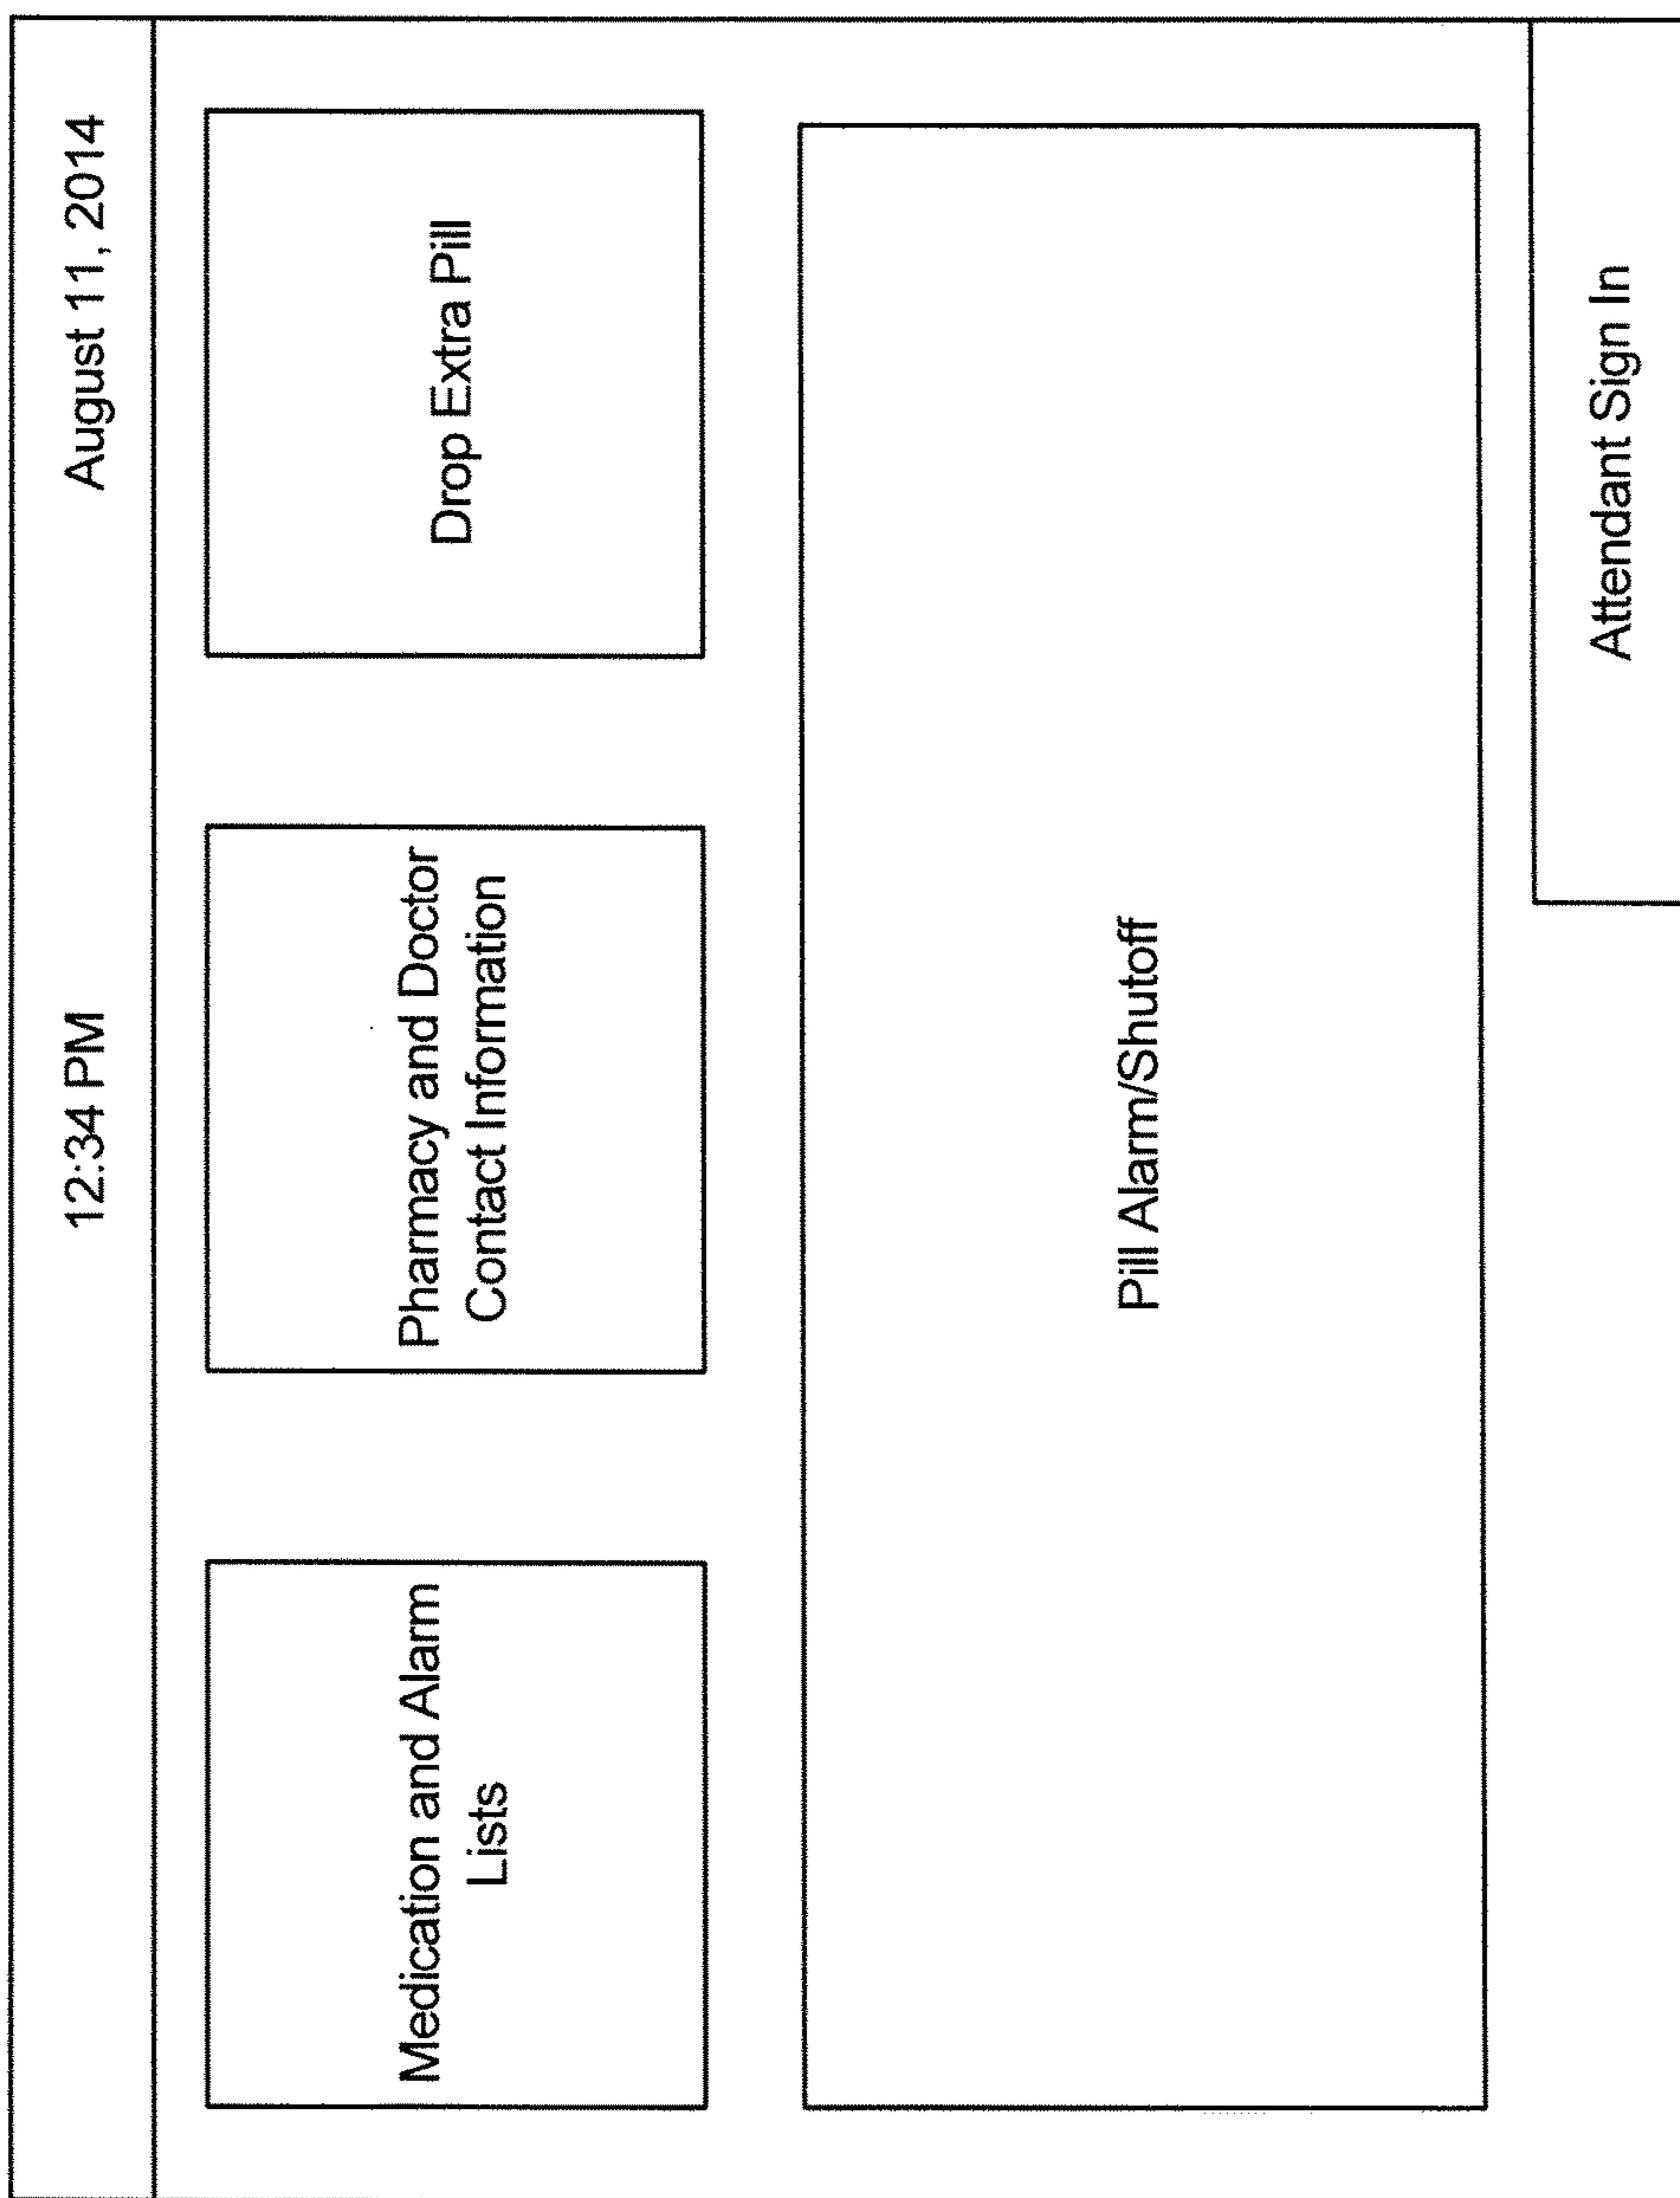 12:34 PM
August 11, 2014
Medication and Alarm
Lists
Pharmacy and Doctor
Contact Information
Drop Extra Pill
Pill Alarm/Shutoff
Attendant Sign In